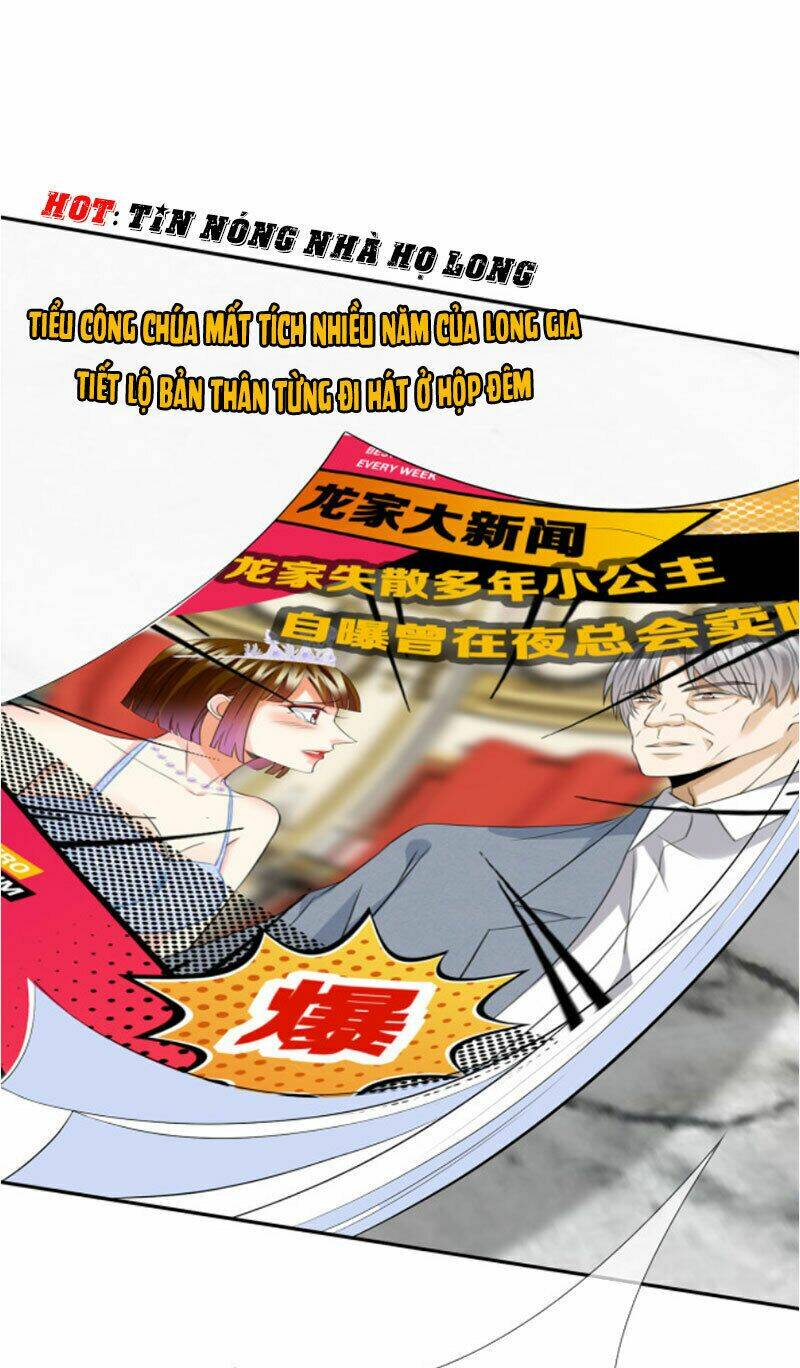 HOT: TIN NÓNG NHÀ HỌ LONG
TIỂU CÔNG CHÚA MẤT TÍCH NHIỀU NĂM CỦA LONG GIA
TIẾT LỘ BẢN THÂN TỪNG ĐI HÁT Ở HỘP ĐÊM
EVERY WEEK
龙家大新闻
龙家失散多年小公主
自曝曾在夜总会卖
爆